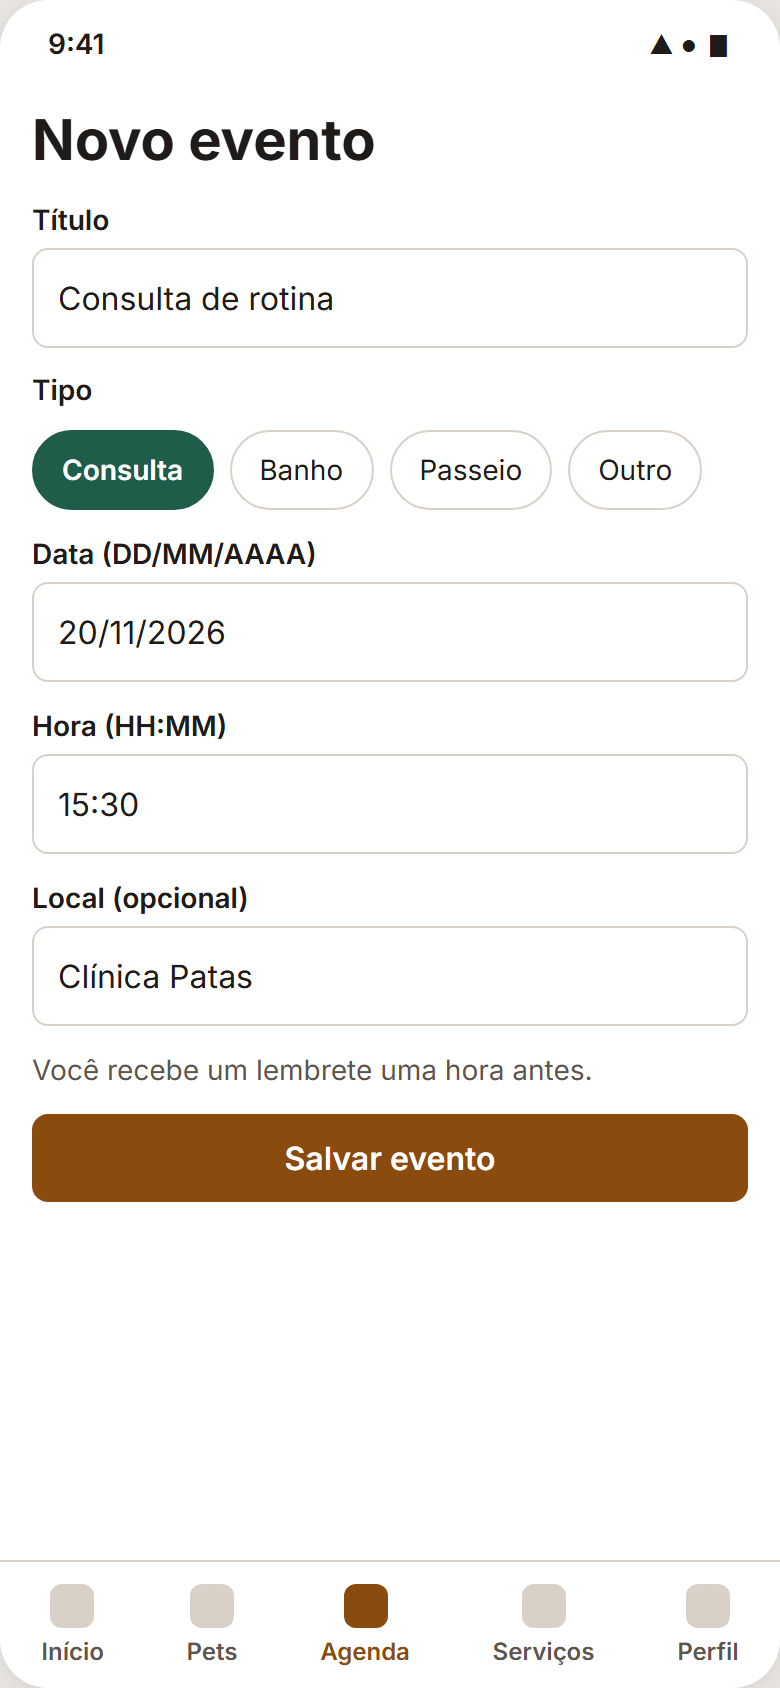 9:41
Novo evento
Título
Consulta de rotina
Tipo
Consulta Banho Passeio Outro
Data (DD/MM/AAAA)
20/11/2026
Hora (HH:MM)
15:30
Local (opcional)
Clínica Patas
Você recebe um lembrete uma hora antes.
Salvar evento
Início Pets Agenda Serviços Perfil